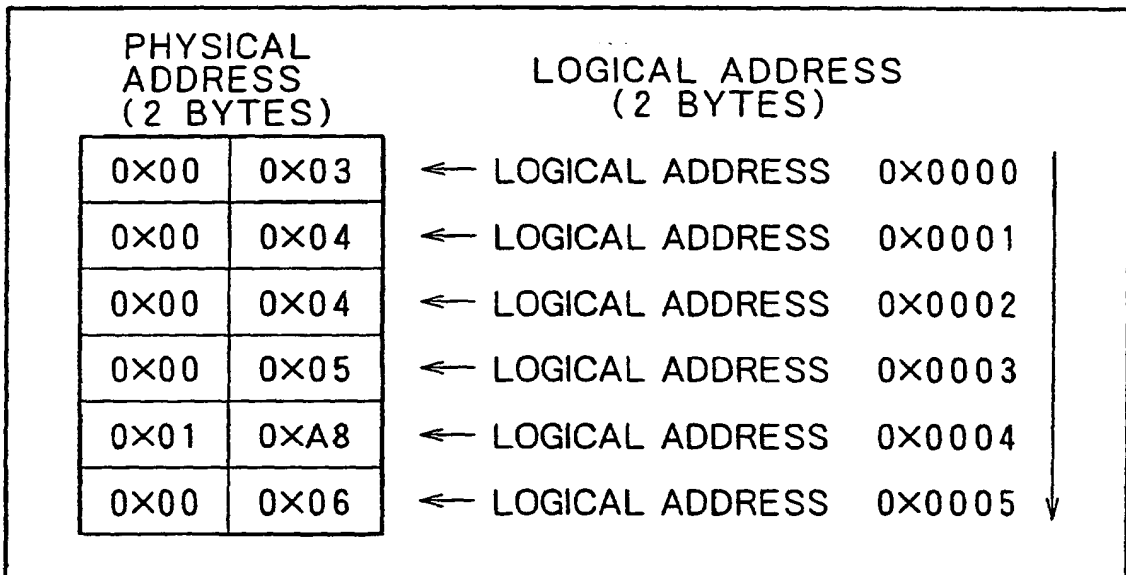 PHYSICAL
ADDRESS
(2 BYTES)
LOGICAL ADDRESS
(2 BYTES)
0×00 0×03 ← LOGICAL ADDRESS 0×0000
0×00 0×04 ← LOGICAL ADDRESS 0×0001
0×00 0×04 ← LOGICAL ADDRESS 0×0002
0×00 0×05 ← LOGICAL ADDRESS 0×0003
0×01 0×A8 ← LOGICAL ADDRESS 0×0004
0×00 0×06 ← LOGICAL ADDRESS 0×0005